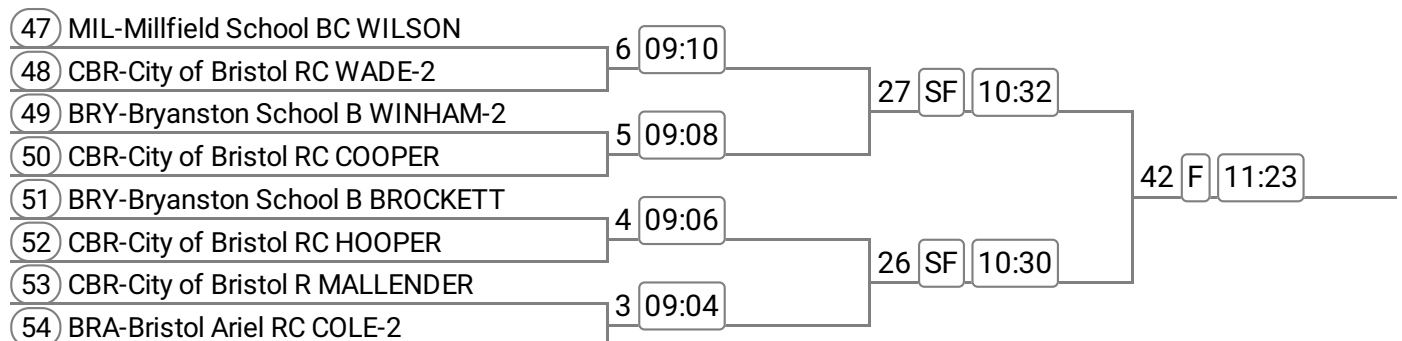 47 MIL-Millfield School BC WILSON
6 09:10
48 CBR-City of Bristol RC WADE-2
27 SF 10:32
49 BRY-Bryanston School B WINHAM-2
5 09:08
50 CBR-City of Bristol RC COOPER
42 F 11:23
51 BRY-Bryanston School B BROCKETT
4 09:06
52 CBR-City of Bristol RC HOOPER
26 SF 10:30
53 CBR-City of Bristol R MALLENDER
3 09:04
54 BRA-Bristol Ariel RC COLE-2